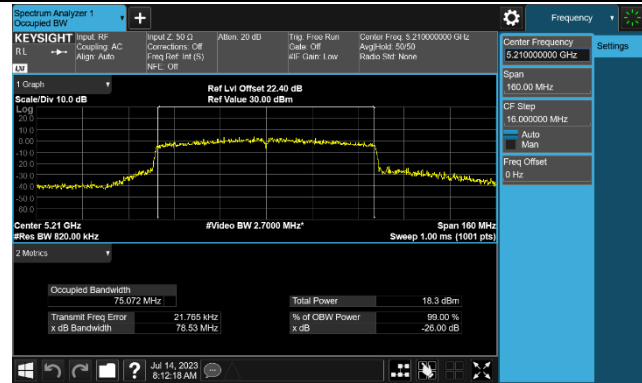 Spectrum Analyzer 1
Occupied BW
+
Frequency
KEYSIGHT
RL
LXI
Input: RF
Coupling: AC
Align: Auto
Input Z: 50 Ω
Corrections: Off
Freq Ref: Int (S)
NFE: Off
Atten: 20 dB
Trig: Free Run
Gate: Off
#IF Gain: Low
Center Freq: 5.210000000 GHz
Avg|Hold: 50/50
Radio Std: None
Center Frequency
5.210000000 GHz
Settings
Span
160.00 MHz
CF Step
16.000000 MHz
Auto
Man
Freq Offset
0 Hz
1 Graph
Scale/Div 10.0 dB
Ref Lvl Offset 22.40 dB
Ref Value 30.00 dBm
Log
20.0
10.0
0.00
-10.0
-20.0
-30.0
-40.0
-50.0
-60.0
Center 5.21 GHz
#Video BW 2.7000 MHz*
Span 160 MHz
#Res BW 820.00 kHz
Sweep 1.00 ms (1001 pts)
2 Metrics
Occupied Bandwidth
75.072 MHz
Total Power 18.3 dBm
Transmit Freq Error 21.765 kHz
% of OBW Power 99.00 %
x dB Bandwidth 78.53 MHz
x dB -26.00 dB
?
Jul 14, 2023
8:12:18 AM